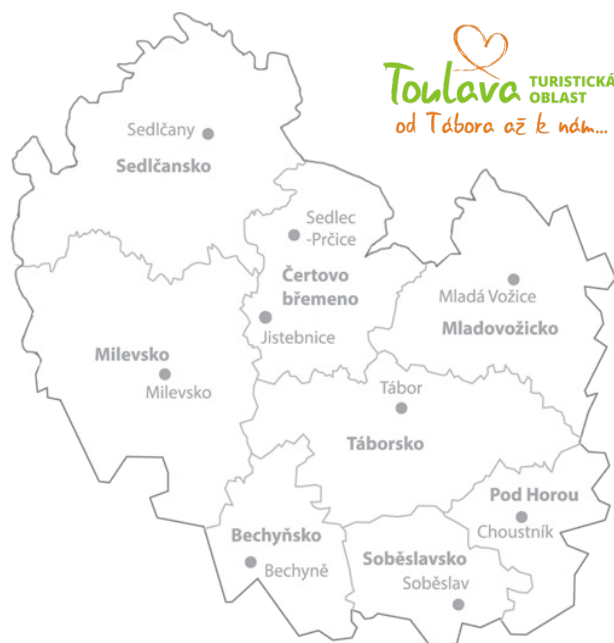 Toulava TURISTICKÁ
OBLAST
od Tábora až k nám...
Sedlčany
Sedlčansko
Sedlec
-Prčice
Čertovo
břemeno
Jistebnice
Mladá Vožice
Mladovožicko
Milevsko
Milevsko
Tábor
Táborsko
Pod Horou
Choustník
Bechyňsko
Bechyně
Soběslavsko
Soběslav